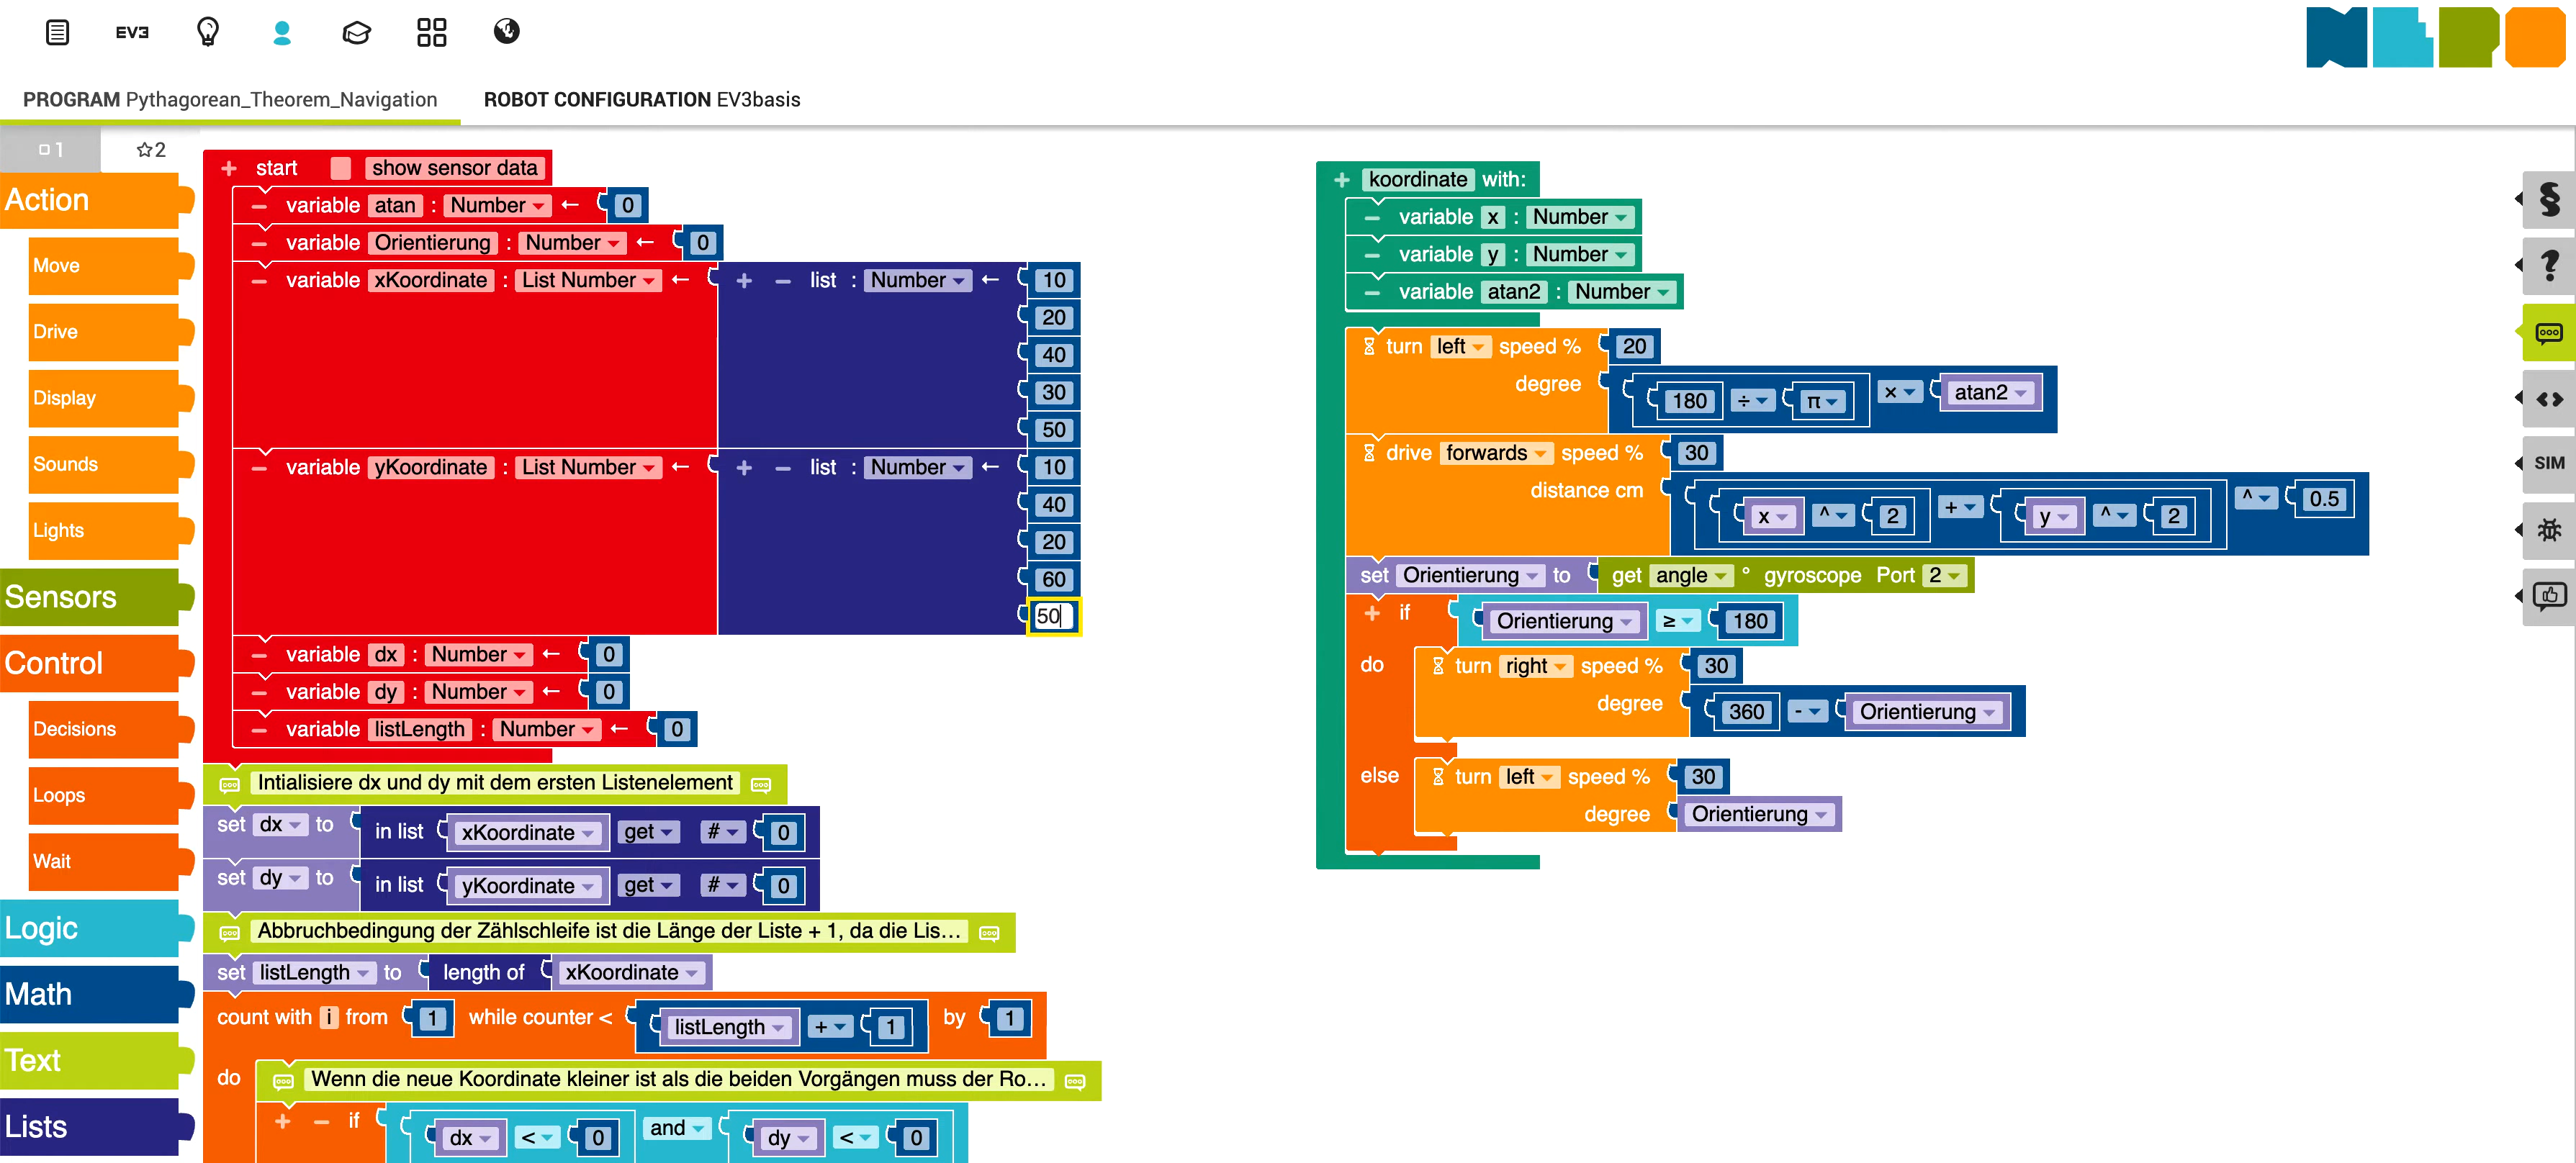 EV3
PROGRAM Pythagorean_Theorem_Navigation
ROBOT CONFIGURATION EV3basis
1
2
Action
Move
Drive
Display
Sounds
Lights
Sensors
Control
Decisions
Loops
Wait
Logic
Math
Text
Lists
+ start show sensor data
− variable atan : Number ← 0
− variable Orientierung : Number ← 0
− variable xKoordinate : List Number ← + − list : Number ← 10
20
40
30
50
− variable yKoordinate : List Number ← + − list : Number ← 10
40
20
60
50
− variable dx : Number ← 0
− variable dy : Number ← 0
− variable listLength : Number ← 0
Intialisiere dx und dy mit dem ersten Listenelement
set dx to in list xKoordinate get # 0
set dy to in list yKoordinate get # 0
Abbruchbedingung der Zählschleife ist die Länge der Liste + 1, da die Lis...
set listLength to length of xKoordinate
count with i from 1 while counter < listLength + 1 by 1
do
Wenn die neue Koordinate kleiner ist als die beiden Vorgängen muss der Ro...
+ − if dx < 0 and dy < 0
+ koordinate with:
− variable x : Number
− variable y : Number
− variable atan2 : Number
turn left speed % 20
degree 180 ÷ π × atan2
drive forwards speed % 30
distance cm x ^ 2 + y ^ 2 ^ 0.5
set Orientierung to get angle ° gyroscope Port 2
+ if Orientierung ≥ 180
do turn right speed % 30
degree 360 - Orientierung
else turn left speed % 30
degree Orientierung
§
?
< >
SIM